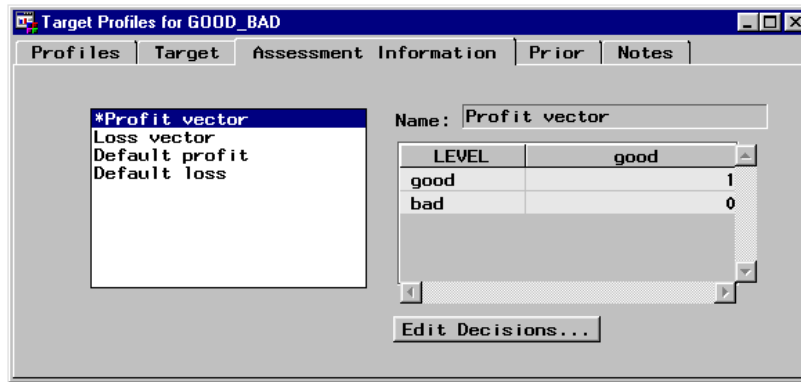 Target Profiles for GOOD_BAD
Profiles Target Assessment Information Prior Notes
*Profit vector
Loss vector
Default profit
Default loss
Name: Profit vector
LEVEL good
good 1
bad 0
Edit Decisions...